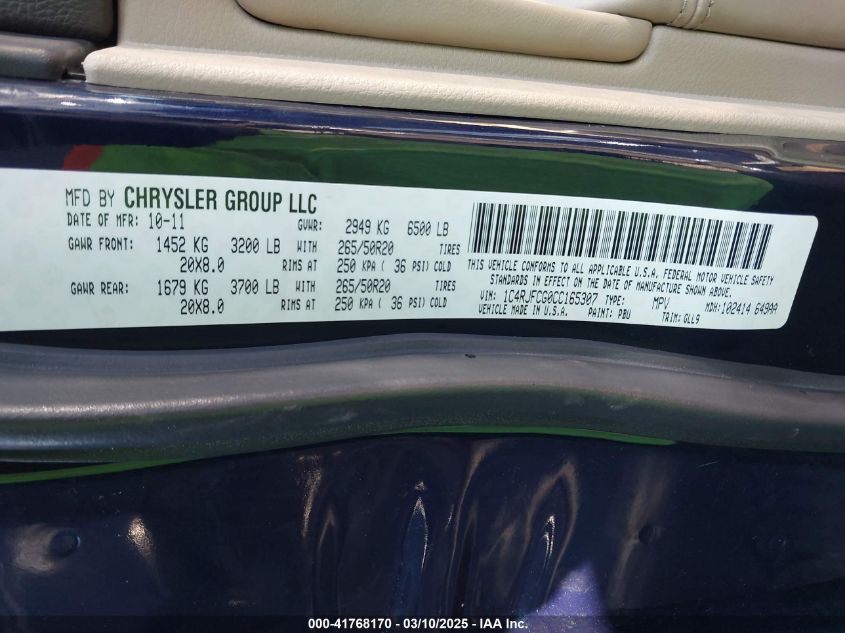 MFD BY CHRYSLER GROUP LLC
DATE OF MFR: 10-11 GVWR: 2949 KG 6500 LB
GAWR FRONT: 1452 KG 3200 LB WITH 265/50R20 TIRES
20X8.0 RIMS AT 250 KPA ( 36 PSI) COLD
GAWR REAR: 1679 KG 3700 LB WITH 265/50R20 TIRES
20X8.0 RIMS AT 250 KPA ( 36 PSI) COLD
THIS VEHICLE CONFORMS TO ALL APPLICABLE U.S.A. FEDERAL MOTOR VEHICLE SAFETY
STANDARDS IN EFFECT ON THE DATE OF MANUFACTURE SHOWN ABOVE.
VIN: 1C4RJFCG0CC165307 TYPE: MPV MDH: 102414 649AA
VEHICLE MADE IN U.S.A. PAINT: PBU TRIM: GLL9
000-41768170 - 03/10/2025 - IAA Inc.